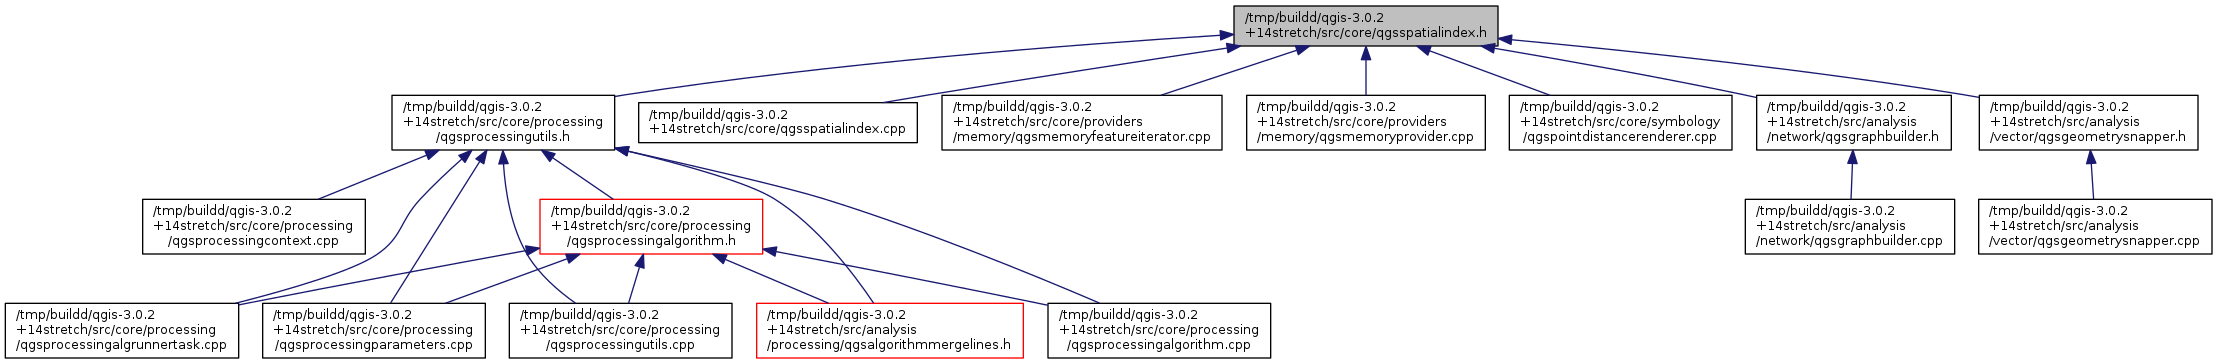 /tmp/buildd/qgis-3.0.2
+14stretch/src/core/qgsspatialindex.h
/tmp/buildd/qgis-3.0.2
+14stretch/src/core/processing
/qgsprocessingutils.h
/tmp/buildd/qgis-3.0.2
+14stretch/src/core/qgsspatialindex.cpp
/tmp/buildd/qgis-3.0.2
+14stretch/src/core/providers
/memory/qgsmemoryfeatureiterator.cpp
/tmp/buildd/qgis-3.0.2
+14stretch/src/core/providers
/memory/qgsmemoryprovider.cpp
/tmp/buildd/qgis-3.0.2
+14stretch/src/core/symbology
/qgspointdistancerenderer.cpp
/tmp/buildd/qgis-3.0.2
+14stretch/src/analysis
/network/qgsgraphbuilder.h
/tmp/buildd/qgis-3.0.2
+14stretch/src/analysis
/vector/qgsgeometrysnapper.h
/tmp/buildd/qgis-3.0.2
+14stretch/src/core/processing
/qgsprocessingcontext.cpp
/tmp/buildd/qgis-3.0.2
+14stretch/src/core/processing
/qgsprocessingalgorithm.h
/tmp/buildd/qgis-3.0.2
+14stretch/src/analysis
/network/qgsgraphbuilder.cpp
/tmp/buildd/qgis-3.0.2
+14stretch/src/analysis
/vector/qgsgeometrysnapper.cpp
/tmp/buildd/qgis-3.0.2
+14stretch/src/core/processing
/qgsprocessingalgrunnertask.cpp
/tmp/buildd/qgis-3.0.2
+14stretch/src/core/processing
/qgsprocessingparameters.cpp
/tmp/buildd/qgis-3.0.2
+14stretch/src/core/processing
/qgsprocessingutils.cpp
/tmp/buildd/qgis-3.0.2
+14stretch/src/analysis
/processing/qgsalgorithmmergelines.h
/tmp/buildd/qgis-3.0.2
+14stretch/src/core/processing
/qgsprocessingalgorithm.cpp